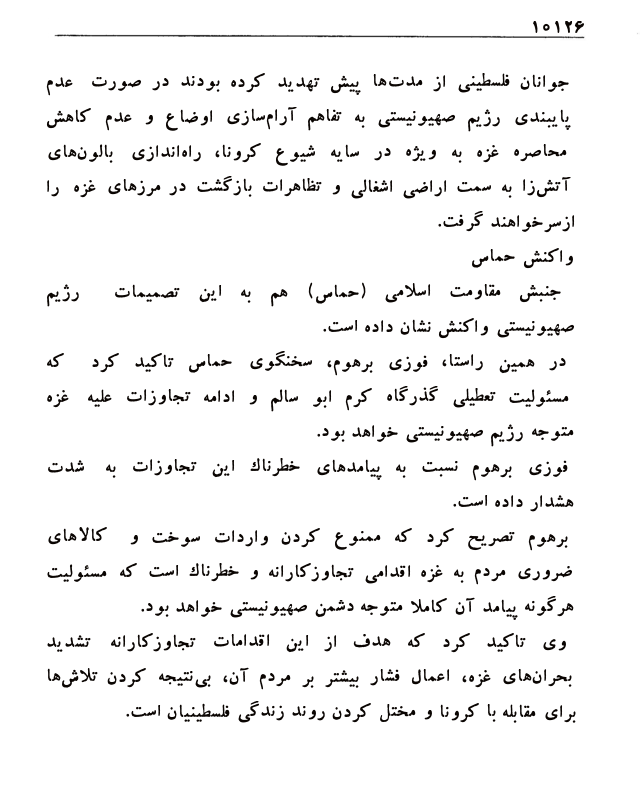 ۱۰۱۲۶
جوانان فلسطینی از مدت‌ها پیش تهدید کرده بودند در صورت عدم
پایبندی رژیم صهیونیستی به تفاهم آرام‌سازی اوضاع و عدم کاهش
محاصره غزه به ویژه در سایه شیوع کرونا، راه‌اندازی بالون‌های
آتش‌زا به سمت اراضی اشغالی و تظاهرات بازگشت در مرزهای غزه را
ازسرخواهند گرفت.
واکنش حماس
جنبش مقاومت اسلامی (حماس) هم به این تصمیمات رژیم
صهیونیستی واکنش نشان داده است.
در همین راستا، فوزی برهوم، سخنگوی حماس تاکید کرد که
مسئولیت تعطیلی گذرگاه کرم ابو سالم و ادامه تجاوزات علیه غزه
متوجه رژیم صهیونیستی خواهد بود.
فوزی برهوم نسبت به پیامدهای خطرناك این تجاوزات به شدت
هشدار داده است.
برهوم تصریح کرد که ممنوع کردن واردات سوخت و کالاهای
ضروری مردم به غزه اقدامی تجاوزکارانه و خطرناك است که مسئولیت
هرگونه پیامد آن کاملا متوجه دشمن صهیونیستی خواهد بود.
وی تاکید کرد که هدف از این اقدامات تجاوزکارانه تشدید
بحران‌های غزه، اعمال فشار بیشتر بر مردم آن، بی‌نتیجه کردن تلاش‌ها
برای مقابله با کرونا و مختل کردن روند زندگی فلسطینیان است.